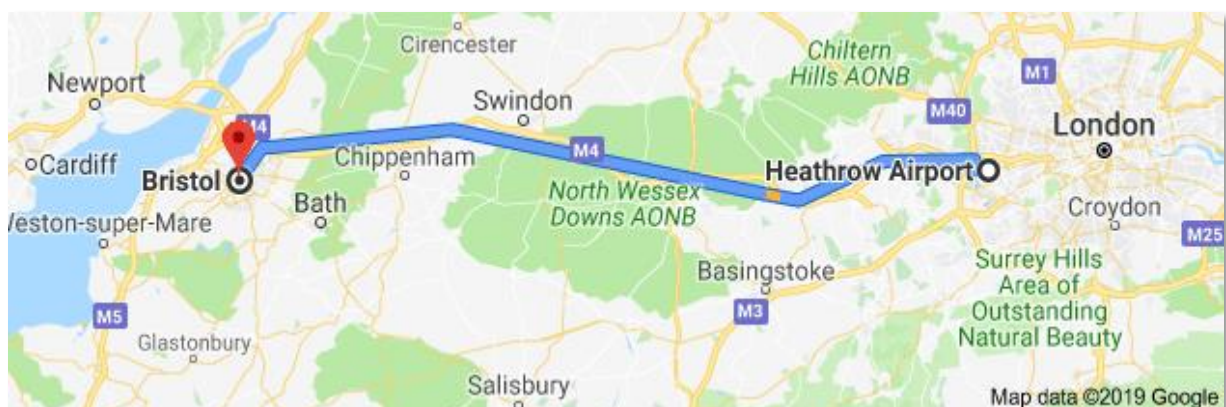 Cirencester
Chiltern
Hills AONB
M1
Newport
Swindon
M40
M4
London
Cardiff
Chippenham
M4
Heathrow Airport
Bristol
North Wessex
Downs AONB
Bath
Weston-super-Mare
Croydon
M25
Basingstoke
Surrey Hills
Area of
Outstanding
Natural Beauty
M5
M3
Glastonbury
Salisbury
Map data ©2019 Google